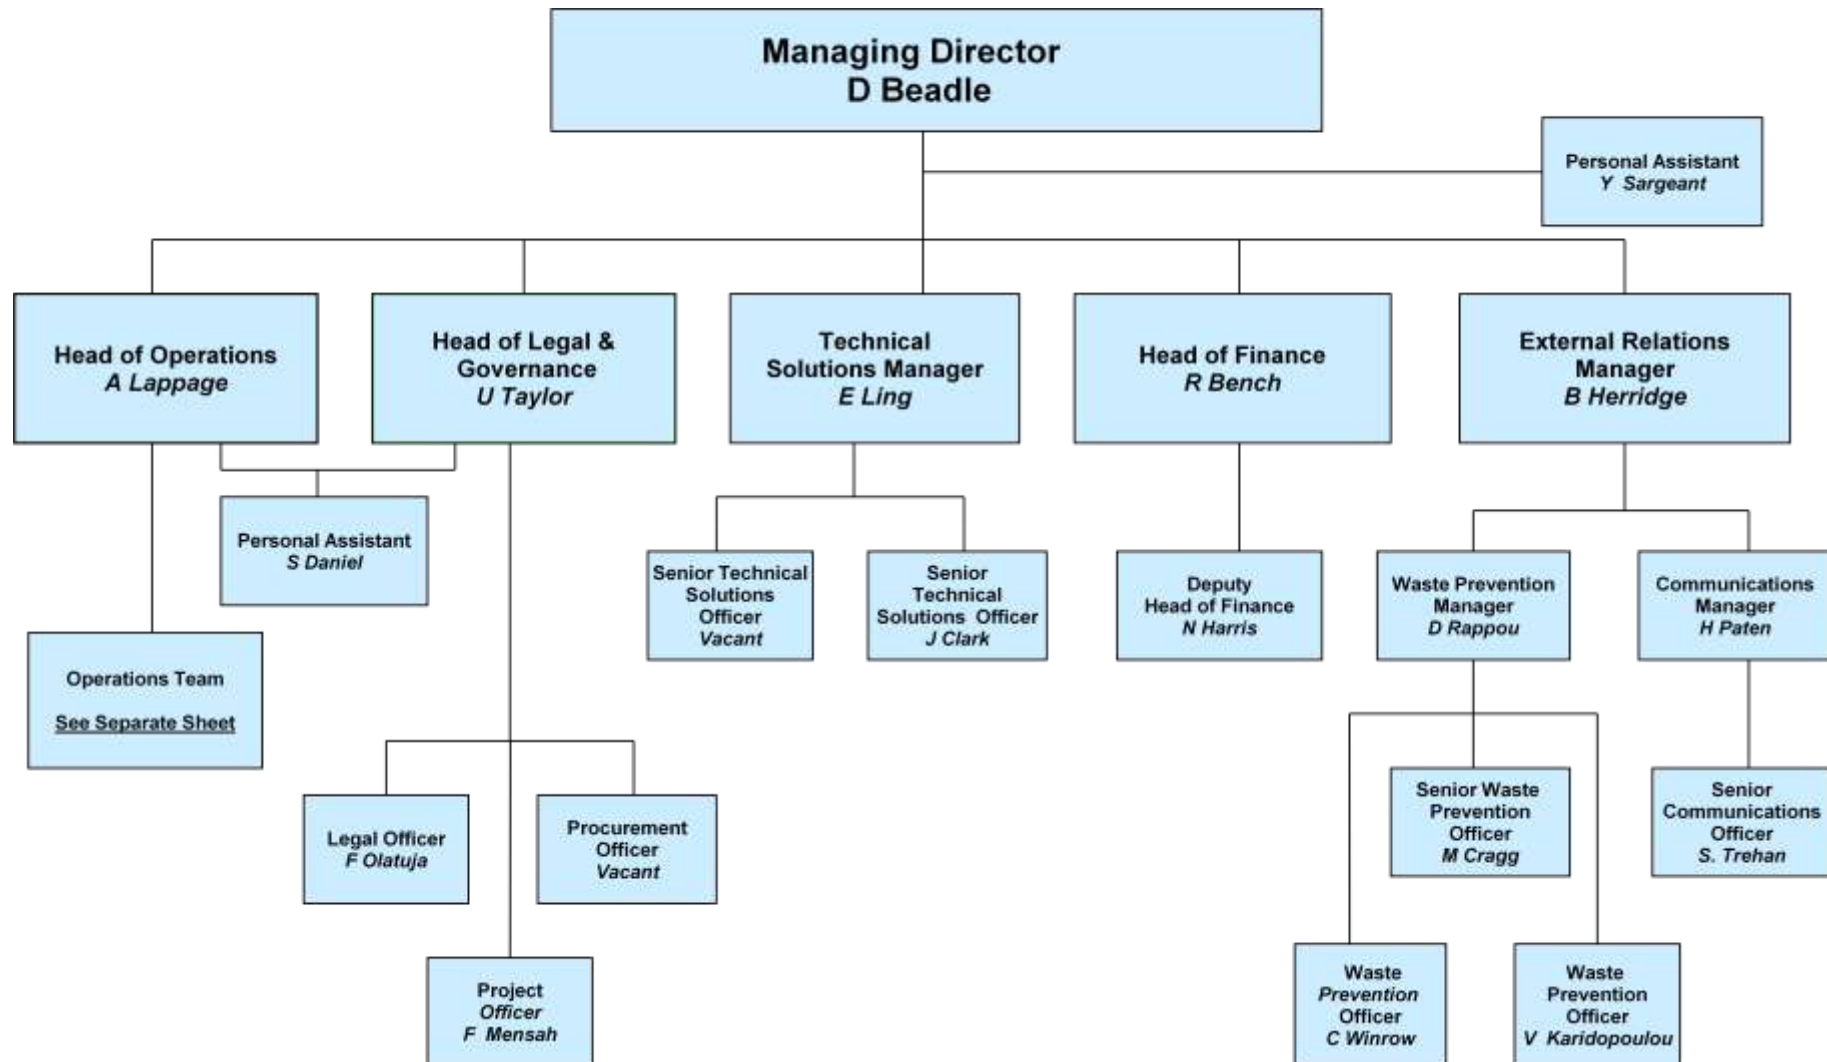 Managing Director
D Beadle
Personal Assistant
Y Sargeant
Head of Operations
A Lappage
Head of Legal &
Governance
U Taylor
Technical
Solutions Manager
E Ling
Head of Finance
R Bench
External Relations
Manager
B Herridge
Personal Assistant
S Daniel
Senior Technical
Solutions
Officer
Vacant
Senior
Technical
Solutions Officer
J Clark
Deputy
Head of Finance
N Harris
Waste Prevention
Manager
D Rappou
Communications
Manager
H Paten
Operations Team
See Separate Sheet
Legal Officer
F Olatuja
Procurement
Officer
Vacant
Senior Waste
Prevention
Officer
M Cragg
Senior
Communications
Officer
S. Trehan
Project
Officer
F Mensah
Waste
Prevention
Officer
C Winrow
Waste
Prevention
Officer
V Karidopoulou